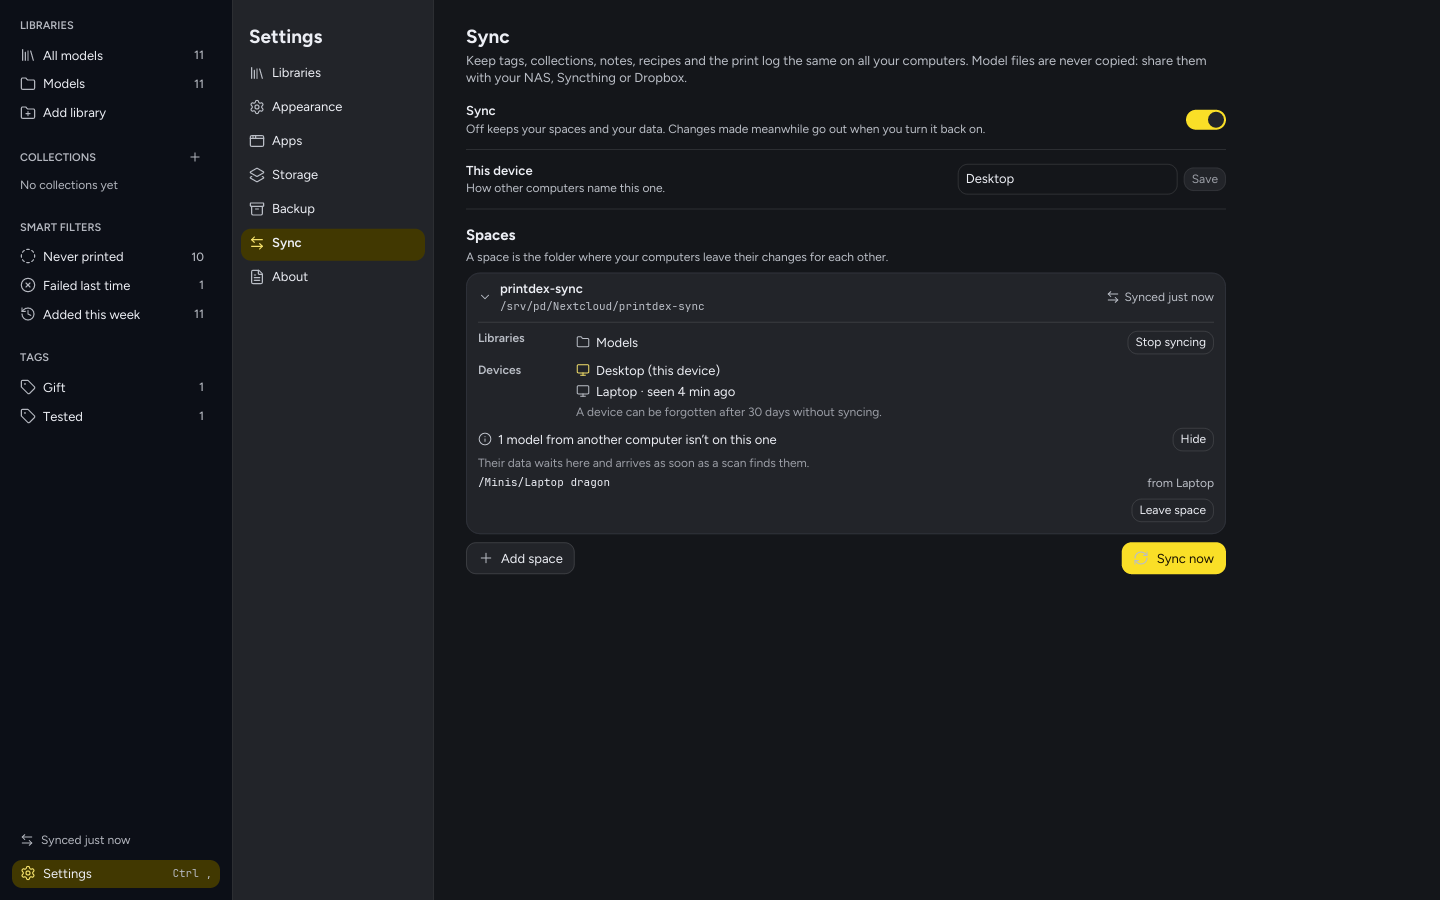 LIBRARIES
All models 11
Models 11
Add library
COLLECTIONS
No collections yet
SMART FILTERS
Never printed 10
Failed last time 1
Added this week 11
TAGS
Gift 1
Tested 1
Synced just now
Settings Ctrl ,
Settings
Libraries
Appearance
Apps
Storage
Backup
Sync
About
Sync
Keep tags, collections, notes, recipes and the print log the same on all your computers. Model files are never copied: share them
with your NAS, Syncthing or Dropbox.
Sync
Off keeps your spaces and your data. Changes made meanwhile go out when you turn it back on.
This device
How other computers name this one.
Desktop Save
Spaces
A space is the folder where your computers leave their changes for each other.
printdex-sync
/srv/pd/Nextcloud/printdex-sync
Synced just now
Libraries Models Stop syncing
Devices Desktop (this device)
Laptop · seen 4 min ago
A device can be forgotten after 30 days without syncing.
1 model from another computer isn’t on this one Hide
Their data waits here and arrives as soon as a scan finds them.
/Minis/Laptop dragon from Laptop
Leave space
Add space Sync now